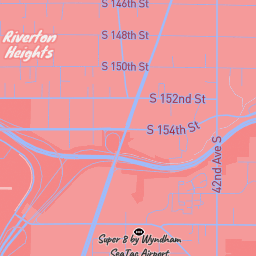 S 146th St
Riverton
Heights
S 148th St
S 150th St
S 152nd St
S 154th St
42nd Ave S
Super 8 by Wyndham
SeaTac Airport